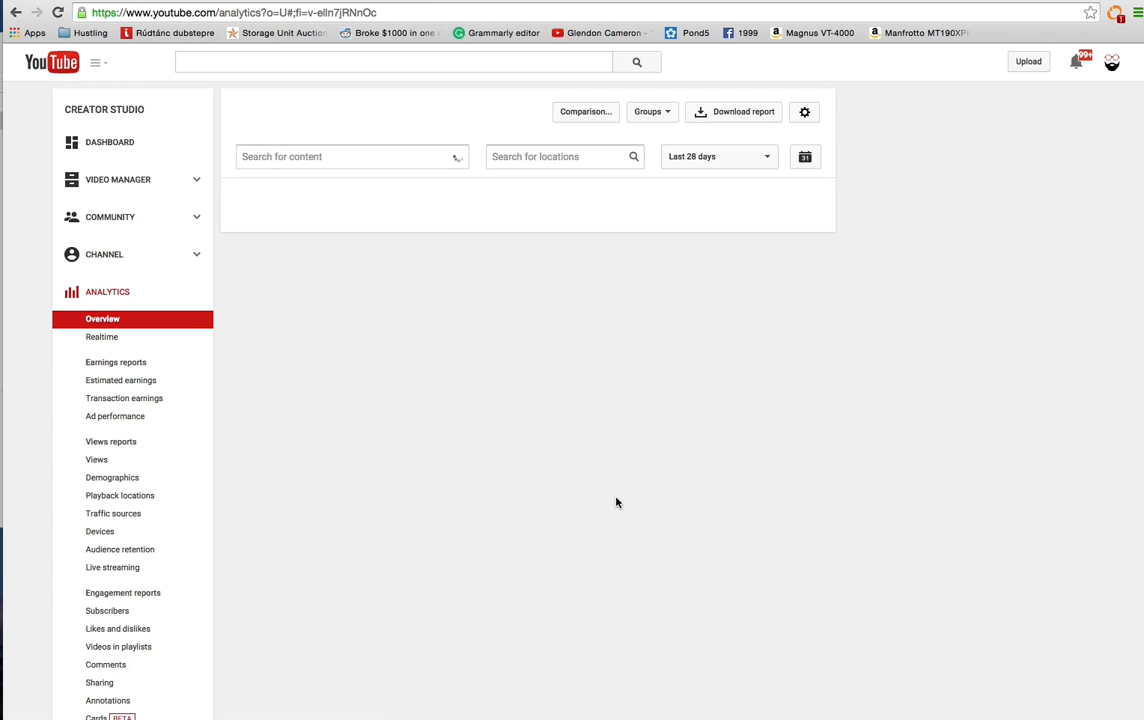 https://www.youtube.com/analytics?o=U#;fi=v-elln7jRNnOc
Apps Hustling Rúdtánc dubstepre Storage Unit Auction Broke $1000 in one Grammarly editor Glendon Cameron - Pond5 1999 Magnus VT-4000 Manfrotto MT190XP
YouTube
Upload
99+
CREATOR STUDIO
Comparison... Groups Download report
DASHBOARD
Search for content Search for locations Last 28 days 31
VIDEO MANAGER
COMMUNITY
CHANNEL
ANALYTICS
Overview
Realtime
Earnings reports
Estimated earnings
Transaction earnings
Ad performance
Views reports
Views
Demographics
Playback locations
Traffic sources
Devices
Audience retention
Live streaming
Engagement reports
Subscribers
Likes and dislikes
Videos in playlists
Comments
Sharing
Annotations
Cards BETA